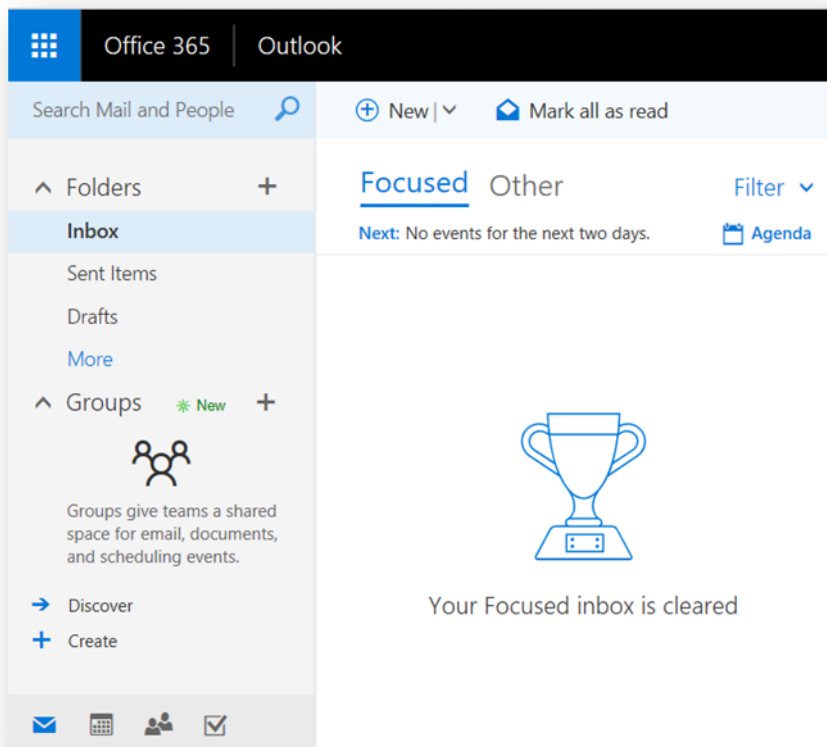 Office 365 Outlook
Search Mail and People
New Mark all as read
Folders
Focused Other Filter
Inbox
Next: No events for the next two days. Agenda
Sent Items
Drafts
More
Groups New
Groups give teams a shared
space for email, documents,
and scheduling events.
Discover
Create
Your Focused inbox is cleared